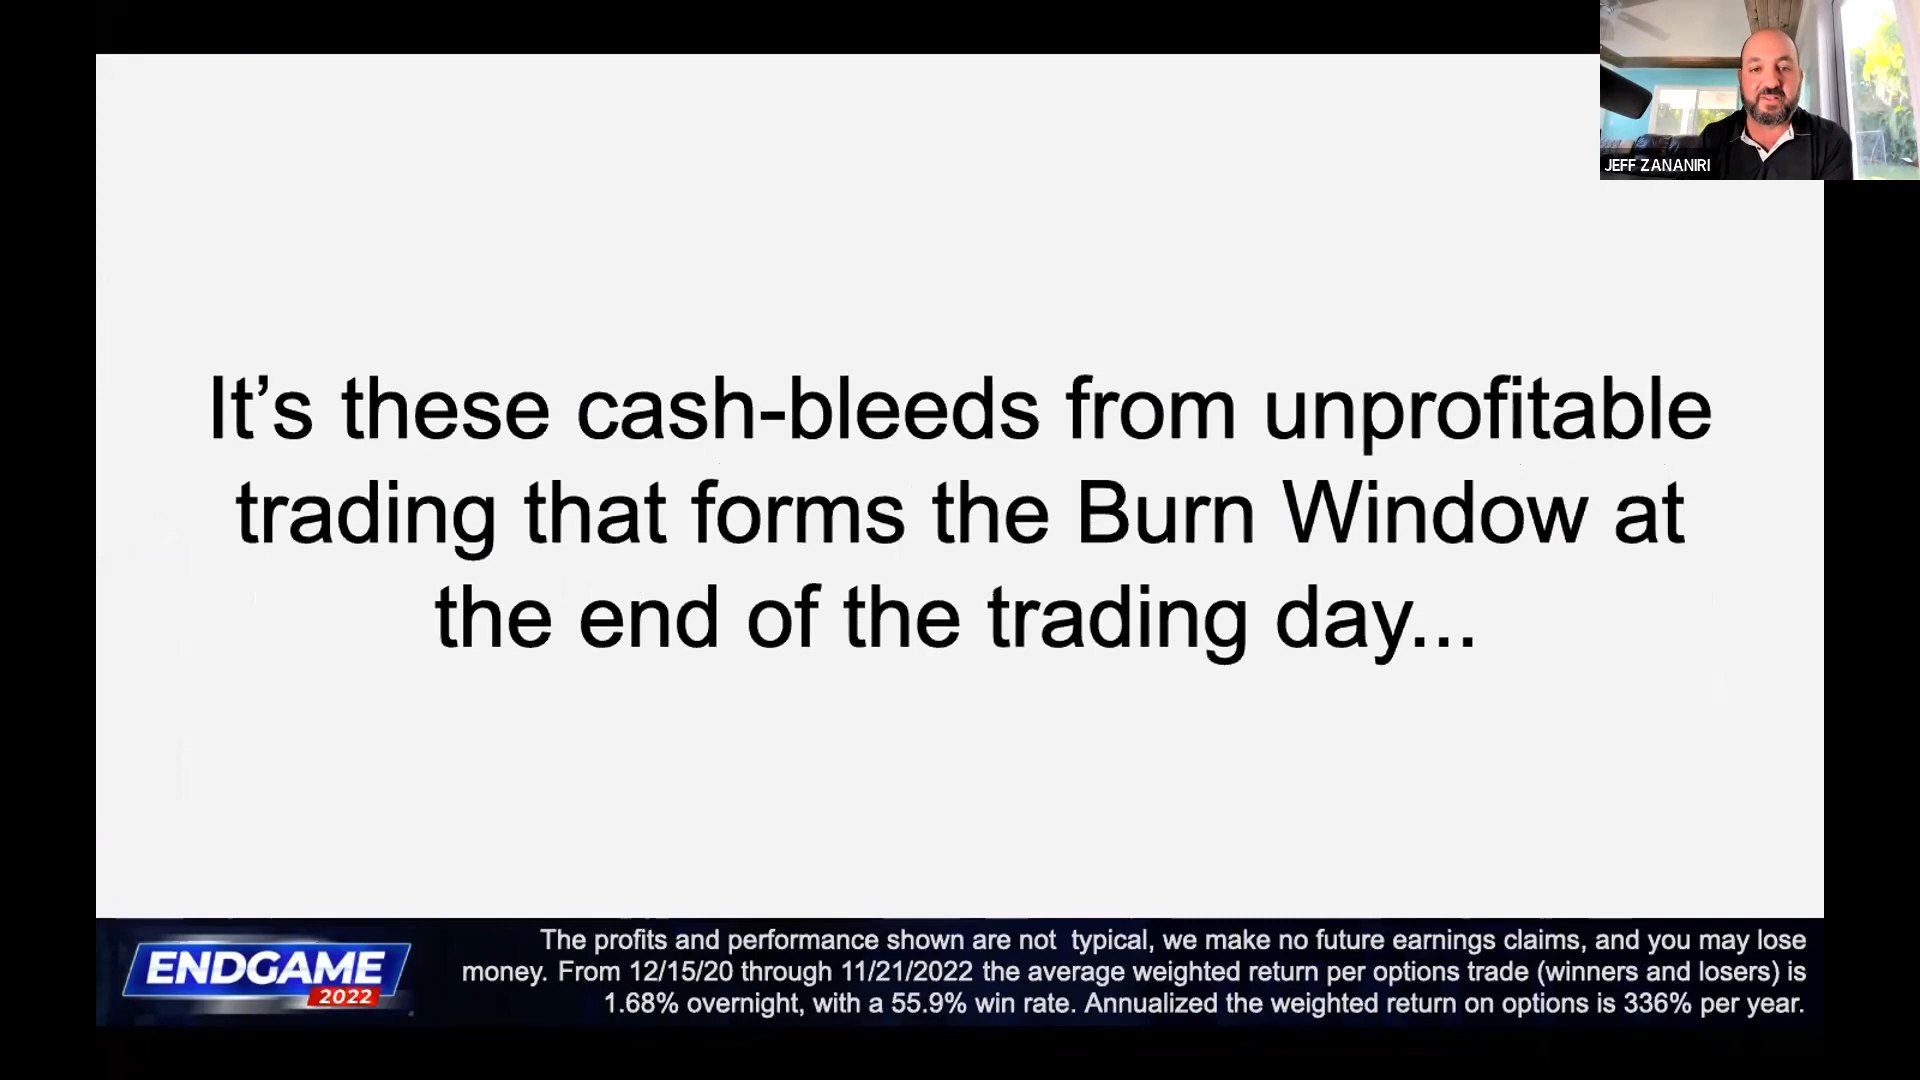 JEFF ZANANIRI
It’s these cash-bleeds from unprofitable
trading that forms the Burn Window at
the end of the trading day...
ENDGAME
2022
The profits and performance shown are not typical, we make no future earnings claims, and you may lose
money. From 12/15/20 through 11/21/2022 the average weighted return per options trade (winners and losers) is
1.68% overnight, with a 55.9% win rate. Annualized the weighted return on options is 336% per year.